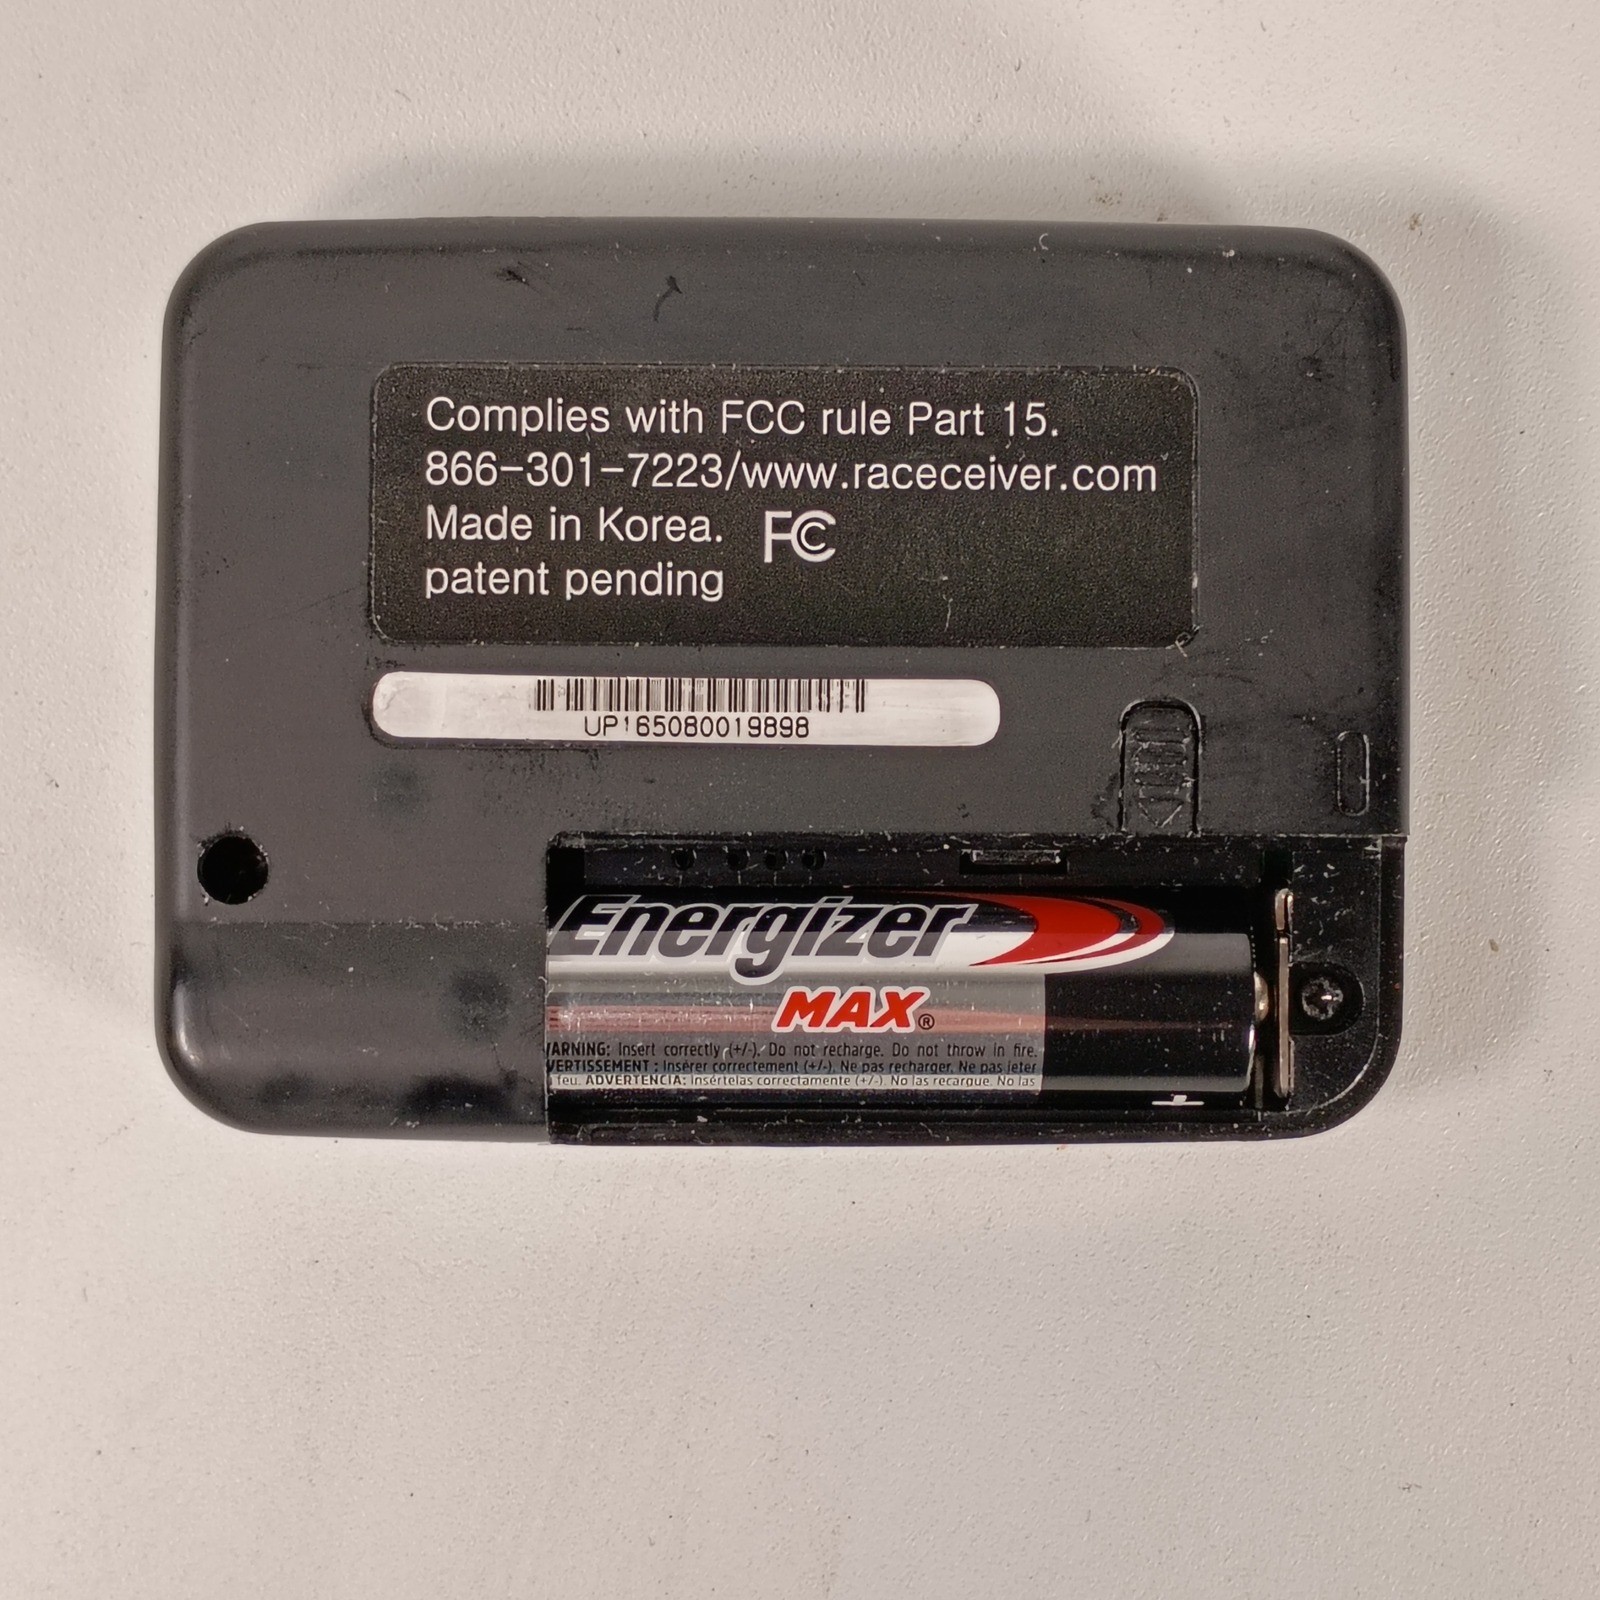 Complies with FCC rule Part 15.
866-301-7223/www.raceceiver.com
Made in Korea. FC
patent pending
UP165080019898
Energizer
MAX®
ARNING: Insert correctly (+/-). Do not recharge. Do not throw in fire.
VERTISSEMENT : Insérer correctement (+/-). Ne pas recharger. Ne pas jeter
feu. ADVERTENCIA: Insértelas correctamente (+/-). No las recargue. No las